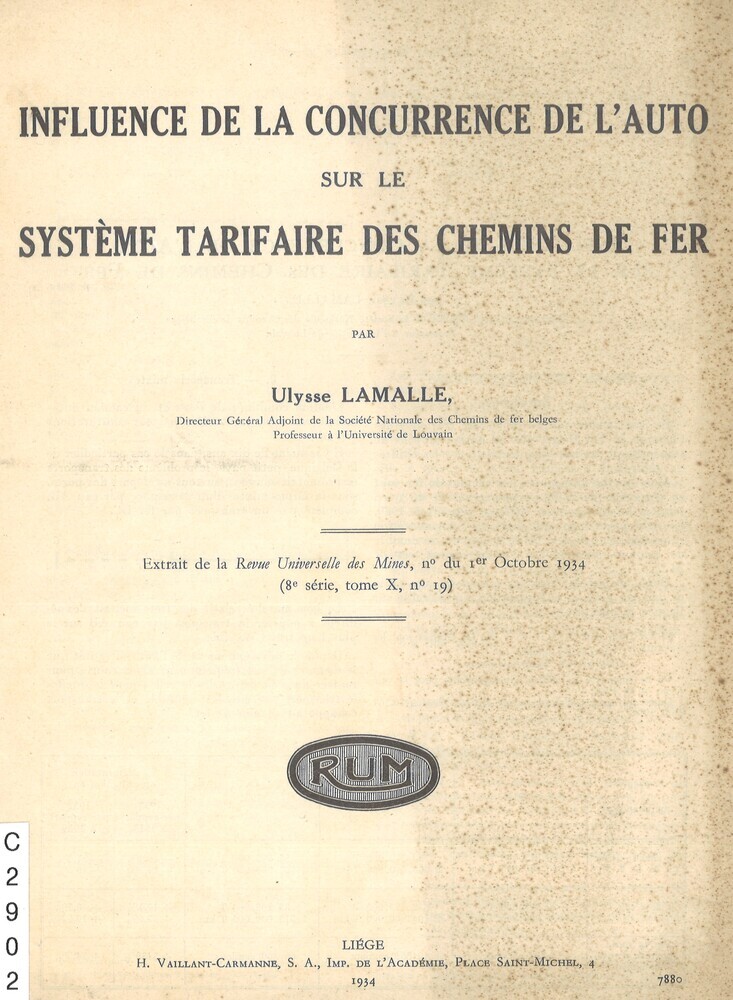 INFLUENCE DE LA CONCURRENCE DE L'AUTO
SUR LE
SYSTÈME TARIFAIRE DES CHEMINS DE FER
PAR
Ulysse LAMALLE,
Directeur Général Adjoint de la Société Nationale des Chemins de fer belges
Professeur à l'Université de Louvain
Extrait de la Revue Universelle des Mines, nº du 1er Octobre 1934
(8e série, tome X, nº 19)
RUM
C
2
9
0
2
LIÉGE
H. Vaillant-Carmanne, S. A., Imp. de l'Académie, Place Saint-Michel, 4
1934
7880